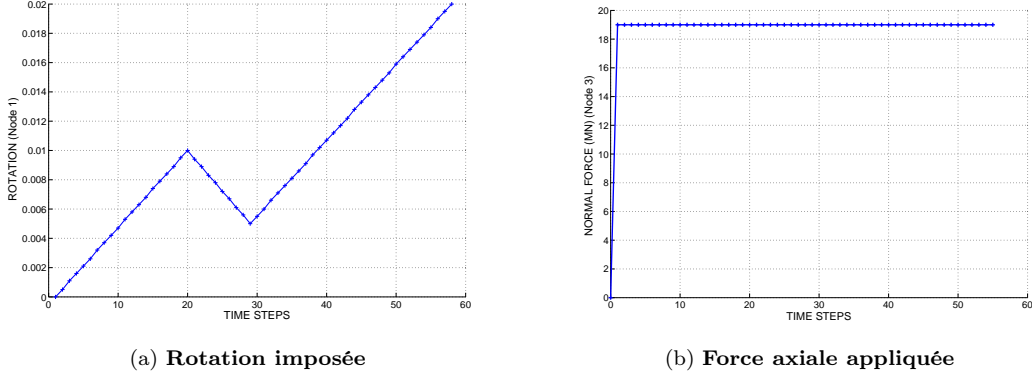 0.02
0.018
0.016
0.014
0.012
0.01
0.008
0.006
0.004
0.002
0
ROTATION (Node 1)
0 10 20 30 40 50 60
TIME STEPS
(a) Rotation imposée
20
18
16
14
12
10
8
6
4
2
0
NORMAL FORCE (MN) (Node 3)
0 10 20 30 40 50 60
TIME STEPS
(b) Force axiale appliquée